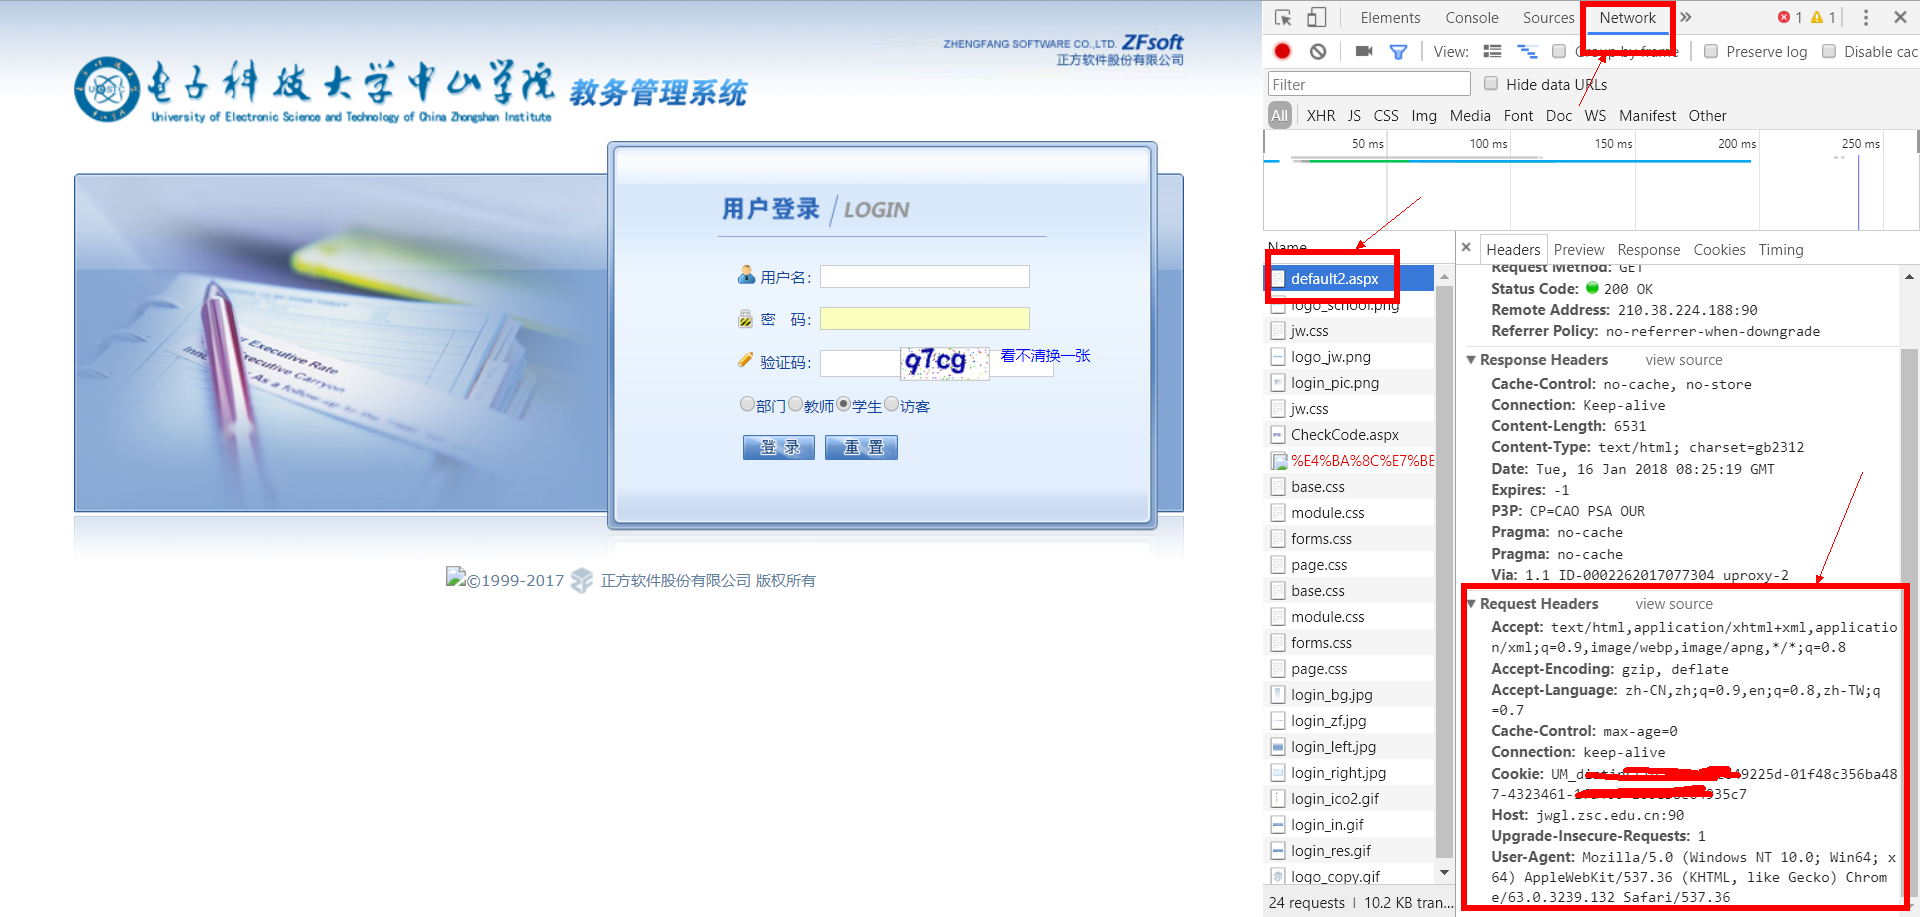 ZHENGFANG SOFTWARE CO.,LTD. ZFsoft
正方软件股份有限公司
电子科技大学中山学院 教务管理系统
University of Electronic Science and Technology of China Zhongshan Institute
用户登录 LOGIN
用户名：
密 码：
验证码： q7cg 看不清换一张
部门 教师 学生 访客
登 录 重 置
©1999-2017 正方软件股份有限公司 版权所有
Elements Console Sources Network » 1 1
View: Group by frame Preserve log Disable cac
Filter Hide data URLs
All XHR JS CSS Img Media Font Doc WS Manifest Other
50 ms 100 ms 150 ms 200 ms 250 ms
Name
default2.aspx
logo_school.png
jw.css
logo_jw.png
login_pic.png
jw.css
CheckCode.aspx
%E4%BA%8C%E7%BE
base.css
module.css
forms.css
page.css
base.css
module.css
forms.css
page.css
login_bg.jpg
login_zf.jpg
login_left.jpg
login_right.jpg
login_ico2.gif
login_in.gif
login_res.gif
logo_copy.gif
24 requests | 10.2 KB tran...
Headers Preview Response Cookies Timing
Request Method: GET
Status Code: 200 OK
Remote Address: 210.38.224.188:90
Referrer Policy: no-referrer-when-downgrade
Response Headers view source
Cache-Control: no-cache, no-store
Connection: Keep-alive
Content-Length: 6531
Content-Type: text/html; charset=gb2312
Date: Tue, 16 Jan 2018 08:25:19 GMT
Expires: -1
P3P: CP=CAO PSA OUR
Pragma: no-cache
Pragma: no-cache
Via: 1.1 ID-0002262017077304 uproxy-2
Request Headers view source
Accept: text/html,application/xhtml+xml,applicatio
n/xml;q=0.9,image/webp,image/apng,*/*;q=0.8
Accept-Encoding: gzip, deflate
Accept-Language: zh-CN,zh;q=0.9,en;q=0.8,zh-TW;q
=0.7
Cache-Control: max-age=0
Connection: keep-alive
Cookie: 49225d-01f48c356ba48
7-4323461- 935c7
Host: jwgl.zsc.edu.cn:90
Upgrade-Insecure-Requests: 1
User-Agent: Mozilla/5.0 (Windows NT 10.0; Win64; x
64) AppleWebKit/537.36 (KHTML, like Gecko) Chrom
e/63.0.3239.132 Safari/537.36